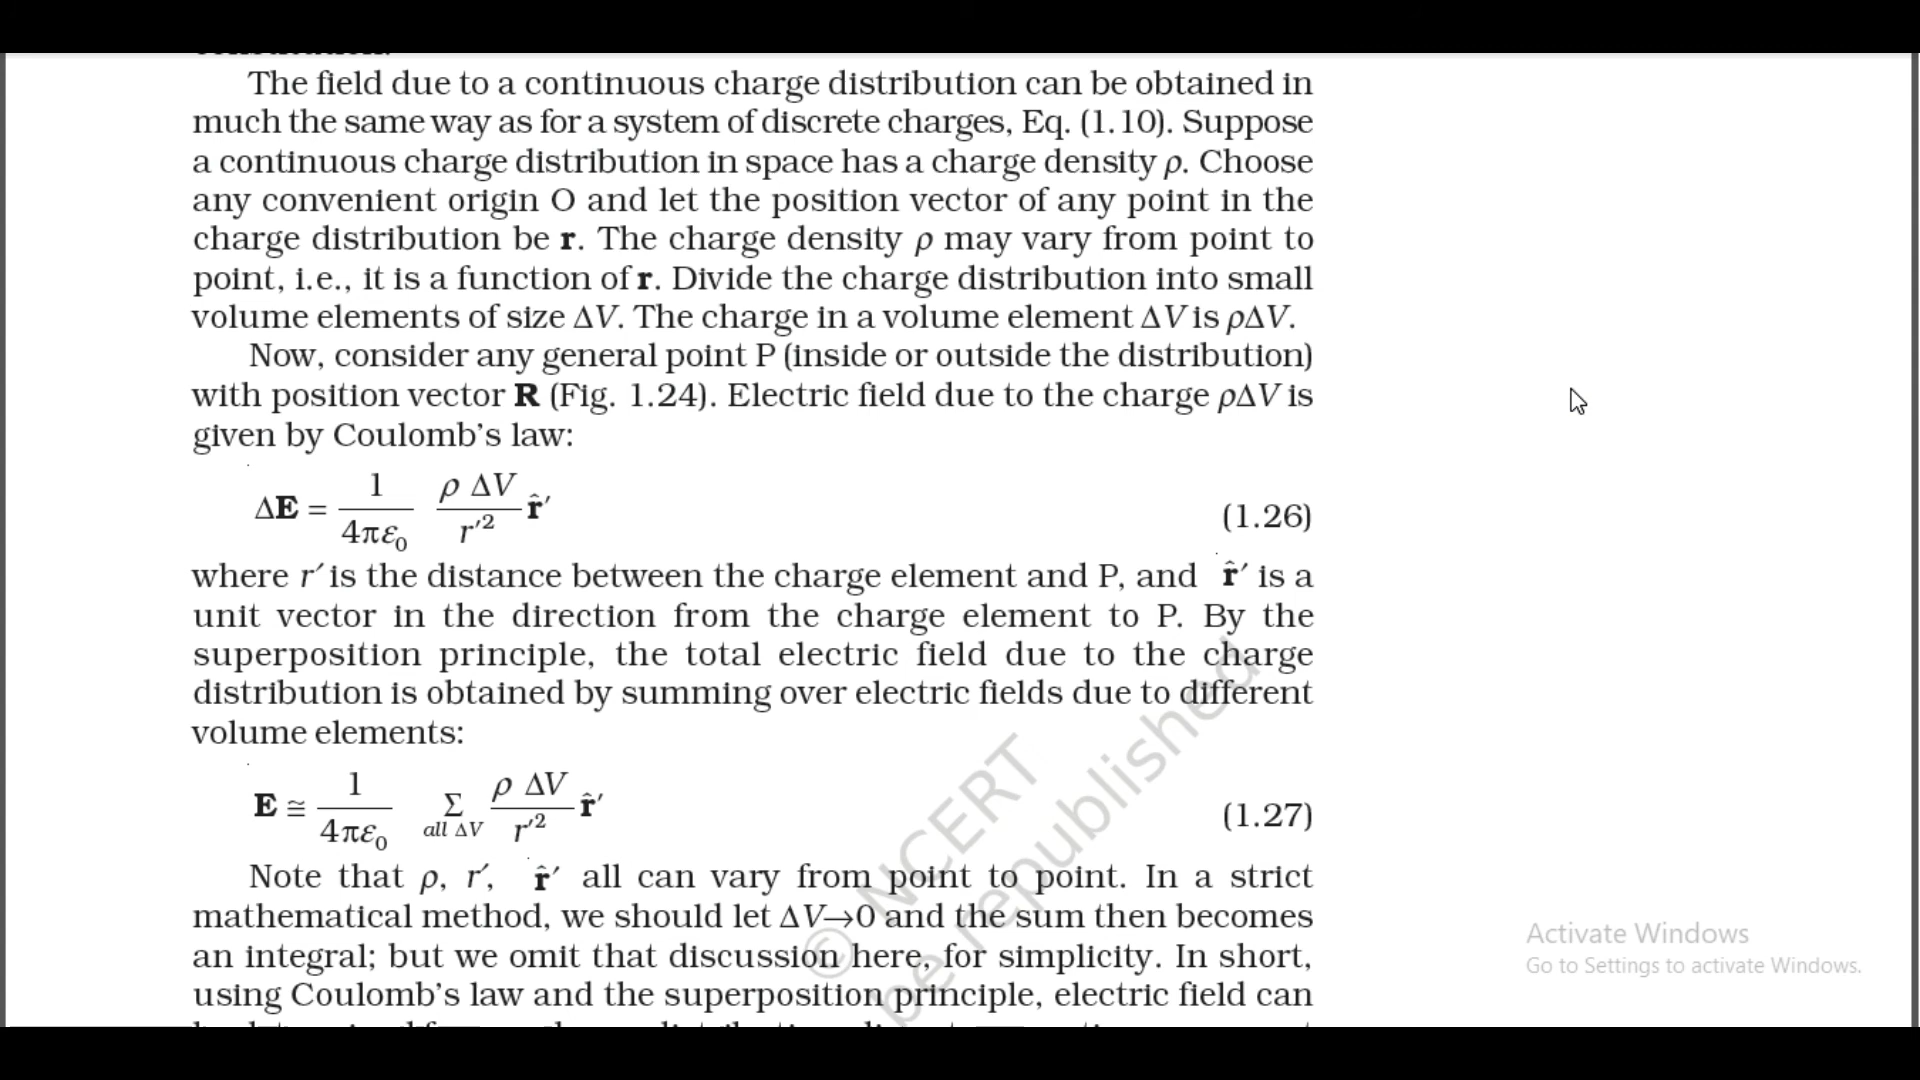 The field due to a continuous charge distribution can be obtained in
much the same way as for a system of discrete charges, Eq. (1.10). Suppose
a continuous charge distribution in space has a charge density ρ. Choose
any convenient origin O and let the position vector of any point in the
charge distribution be r. The charge density ρ may vary from point to
point, i.e., it is a function of r. Divide the charge distribution into small
volume elements of size ΔV. The charge in a volume element ΔV is ρΔV.
Now, consider any general point P (inside or outside the distribution)
with position vector R (Fig. 1.24). Electric field due to the charge ρΔV is
given by Coulomb's law:
ΔE = 1/4πε₀ ρ ΔV/r′² r̂′ (1.26)
where r′ is the distance between the charge element and P, and r̂′ is a
unit vector in the direction from the charge element to P. By the
superposition principle, the total electric field due to the charge
distribution is obtained by summing over electric fields due to different
volume elements:
E ≅ 1/4πε₀ Σ all ΔV ρ ΔV/r′² r̂′ (1.27)
Note that ρ, r′, r̂′ all can vary from point to point. In a strict
mathematical method, we should let ΔV→0 and the sum then becomes
an integral; but we omit that discussion here, for simplicity. In short,
using Coulomb's law and the superposition principle, electric field can
© NCERT
be republished
Activate Windows
Go to Settings to activate Windows.